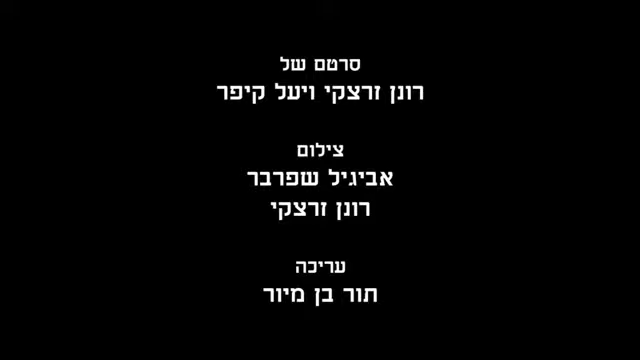 סרטם של
רונן זרצקי ויעל קיפר
צילום
אביגיל שפרבר
רונן זרצקי
עריכה
תור בן מיור